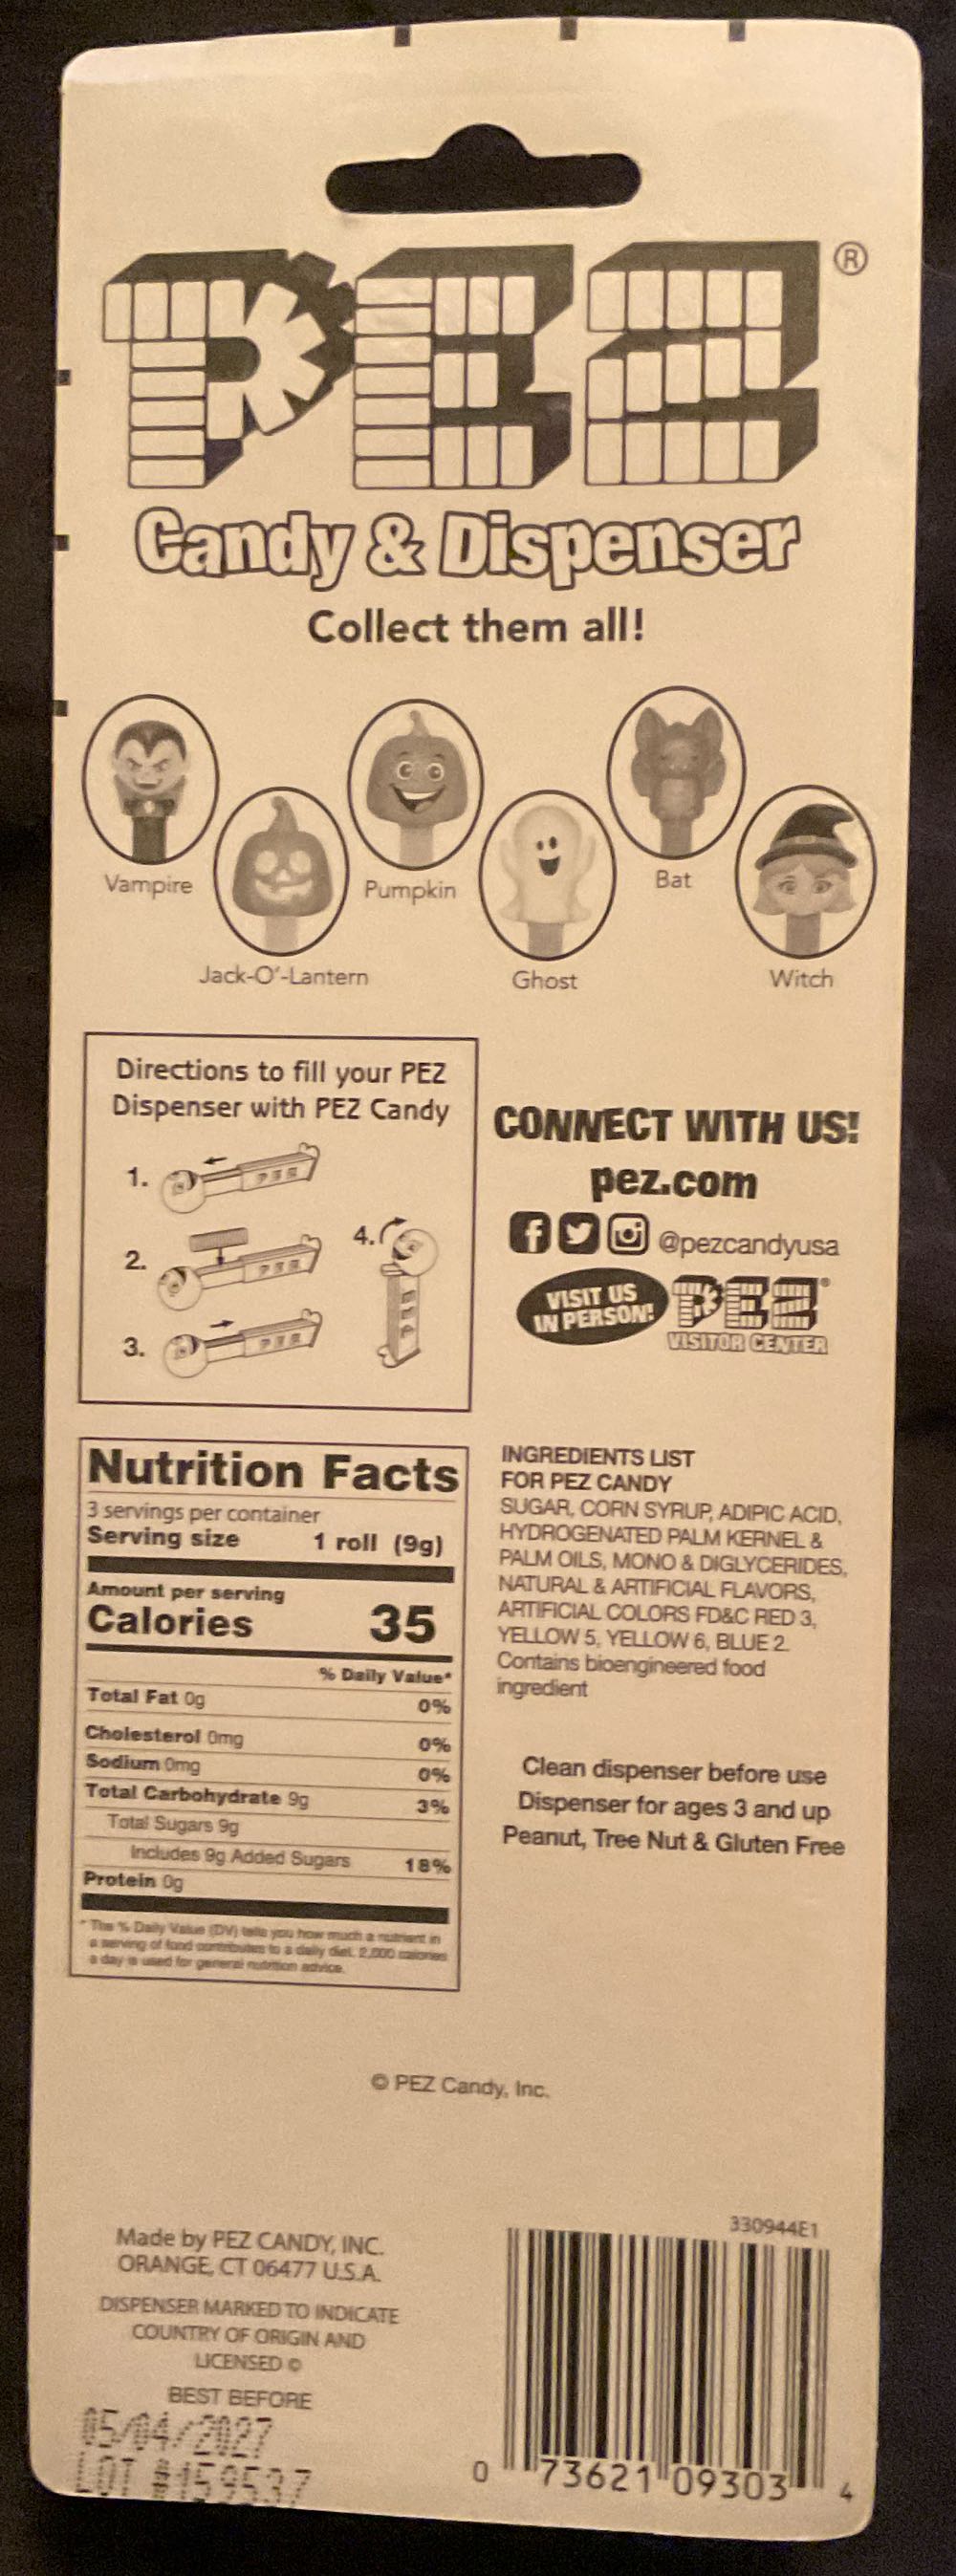 PEZ®
Candy & Dispenser
Collect them all!
Vampire
Jack-O'-Lantern
Pumpkin
Ghost
Bat
Witch
Directions to fill your PEZ
Dispenser with PEZ Candy
1.
PEZ
2.
PEZ
3.
PEZ
4.
PEZ
CONNECT WITH US!
pez.com
@pezcandyusa
VISIT US
IN PERSON!
PEZ®
VISITOR CENTER
Nutrition Facts
3 servings per container
Serving size 1 roll (9g)
Amount per serving
Calories 35
% Daily Value*
Total Fat 0g 0%
Cholesterol 0mg 0%
Sodium 0mg 0%
Total Carbohydrate 9g 3%
Total Sugars 9g
Includes 9g Added Sugars 18%
Protein 0g
* The % Daily Value (DV) tells you how much a nutrient in
a serving of food contributes to a daily diet. 2,000 calories
a day is used for general nutrition advice.
INGREDIENTS LIST
FOR PEZ CANDY
SUGAR, CORN SYRUP, ADIPIC ACID,
HYDROGENATED PALM KERNEL &
PALM OILS, MONO & DIGLYCERIDES,
NATURAL & ARTIFICIAL FLAVORS,
ARTIFICIAL COLORS FD&C RED 3,
YELLOW 5, YELLOW 6, BLUE 2.
Contains bioengineered food
ingredient
Clean dispenser before use
Dispenser for ages 3 and up
Peanut, Tree Nut & Gluten Free
© PEZ Candy, Inc.
Made by PEZ CANDY, INC.
ORANGE, CT 06477 U.S.A.
DISPENSER MARKED TO INDICATE
COUNTRY OF ORIGIN AND
LICENSED ©
BEST BEFORE
05/04/2027
LOT #159537
330944E1
0 73621 09303 4